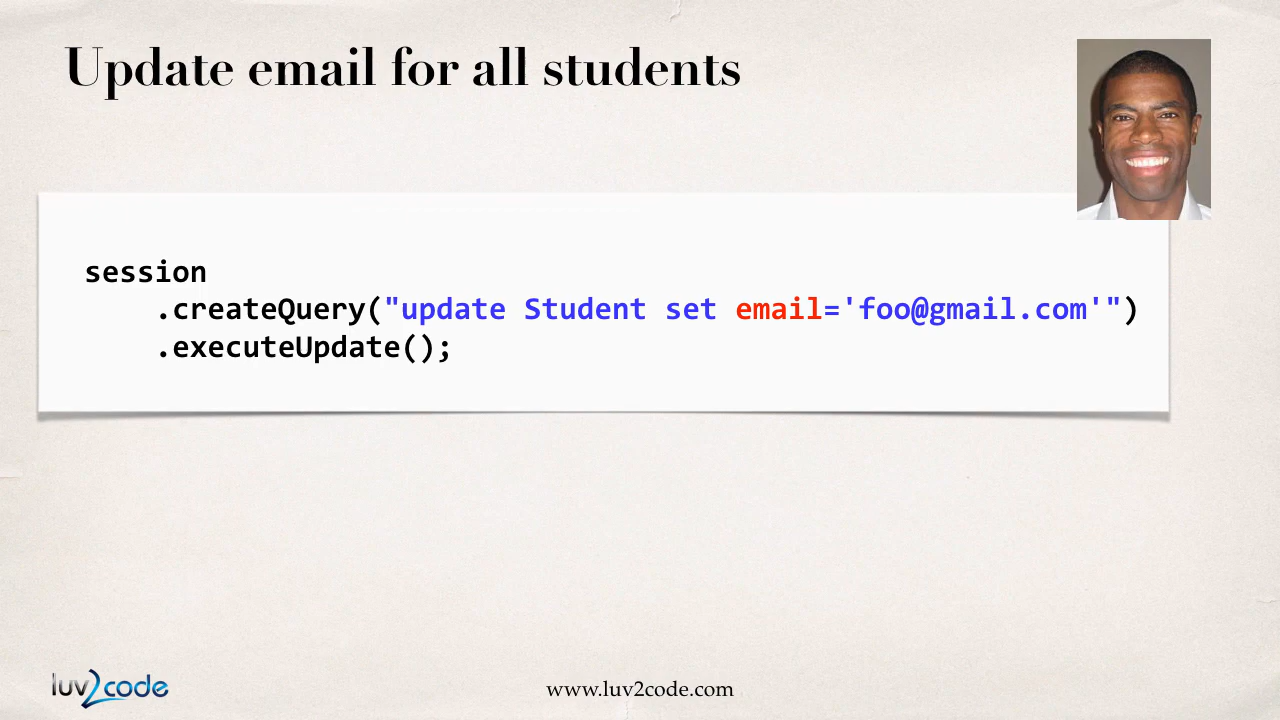 Update email for all students
session
.createQuery("update Student set email='foo@gmail.com'")
.executeUpdate();
luv2code
www.luv2code.com